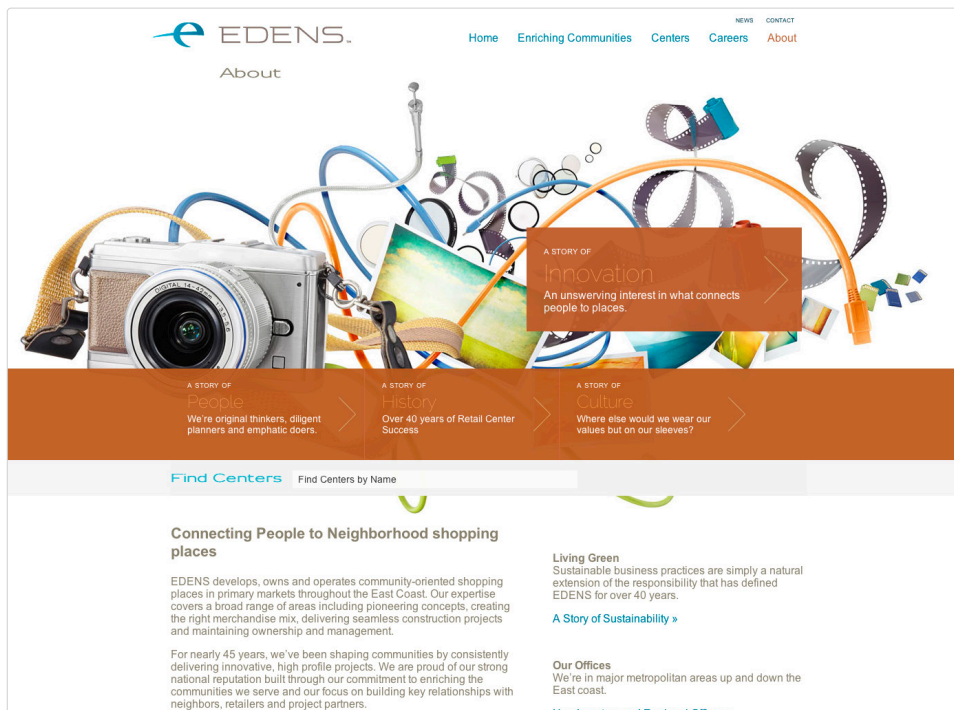 NEWS CONTACT
EDENS™
Home Enriching Communities Centers Careers About
About
DIGITAL 14-42mm 1:3.5-5.6
A STORY OF
Innovation
An unswerving interest in what connects
people to places.
A STORY OF
People
We're original thinkers, diligent
planners and emphatic doers.
A STORY OF
History
Over 40 years of Retail Center
Success
A STORY OF
Culture
Where else would we wear our
values but on our sleeves?
Find Centers Find Centers by Name
Connecting People to Neighborhood shopping
places
EDENS develops, owns and operates community-oriented shopping
places in primary markets throughout the East Coast. Our expertise
covers a broad range of areas including pioneering concepts, creating
the right merchandise mix, delivering seamless construction projects
and maintaining ownership and management.
For nearly 45 years, we've been shaping communities by consistently
delivering innovative, high profile projects. We are proud of our strong
national reputation built through our commitment to enriching the
communities we serve and our focus on building key relationships with
neighbors, retailers and project partners.
Living Green
Sustainable business practices are simply a natural
extension of the responsibility that has defined
EDENS for over 40 years.
A Story of Sustainability »
Our Offices
We're in major metropolitan areas up and down the
East coast.